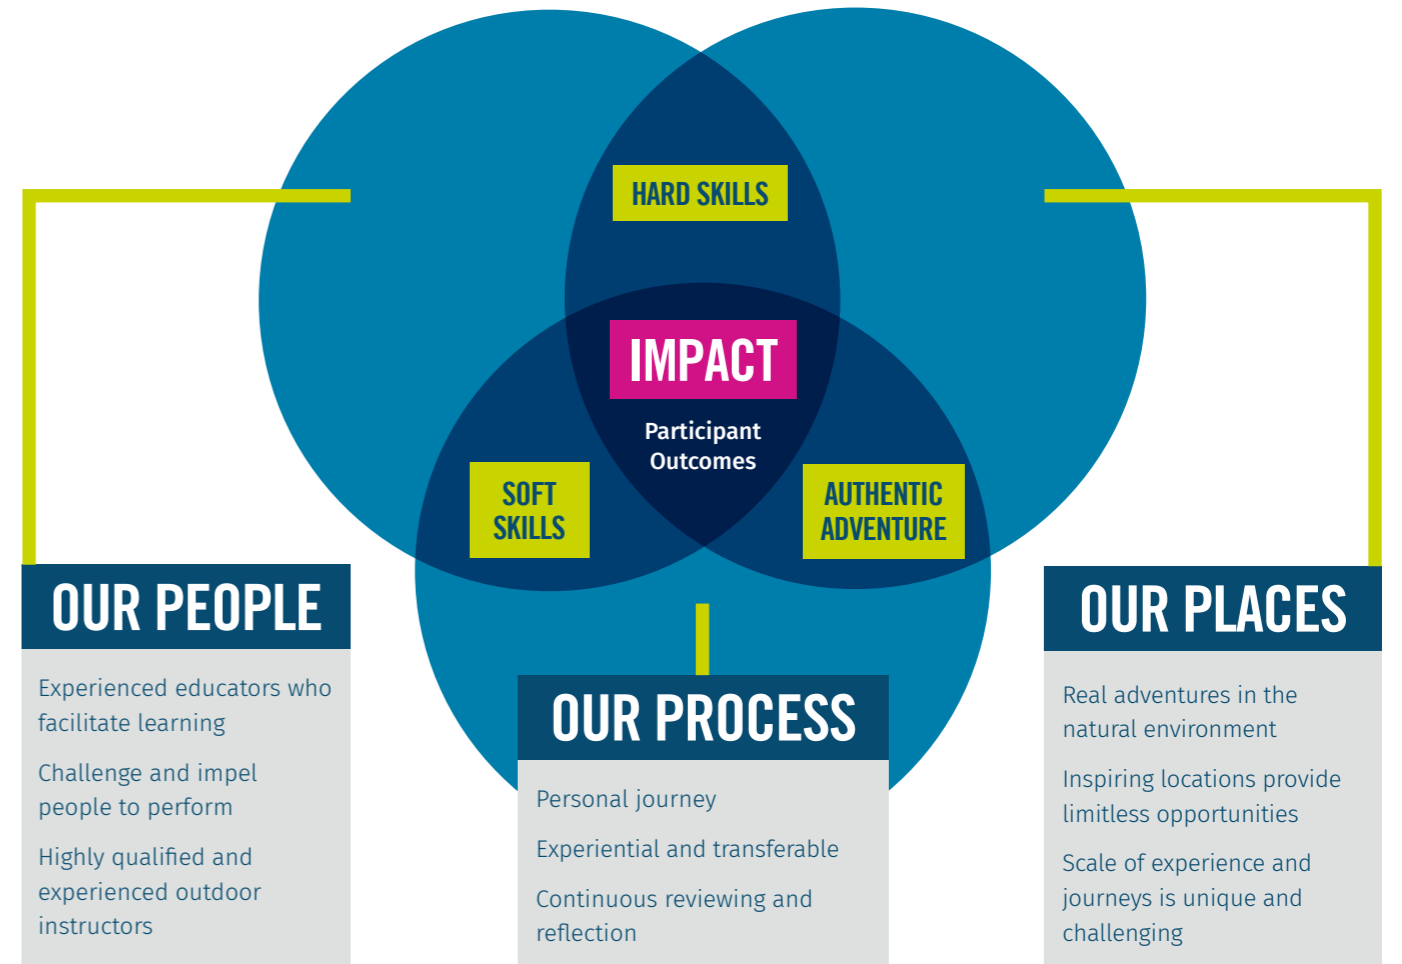 HARD SKILLS
IMPACT
Participant
Outcomes
SOFT
SKILLS
AUTHENTIC
ADVENTURE
OUR PEOPLE
Experienced educators who
facilitate learning
Challenge and impel
people to perform
Highly qualified and
experienced outdoor
instructors
OUR PROCESS
Personal journey
Experiential and transferable
Continuous reviewing and
reflection
OUR PLACES
Real adventures in the
natural environment
Inspiring locations provide
limitless opportunities
Scale of experience and
journeys is unique and
challenging